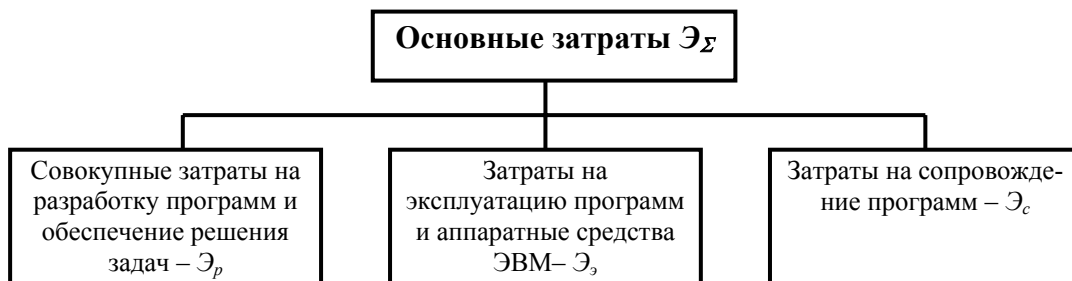 Основные затраты Э_Σ
Совокупные затраты на
разработку программ и
обеспечение решения
задач – Э_р
Затраты на
эксплуатацию программ
и аппаратные средства
ЭВМ– Э_э
Затраты на сопровожде-
ние программ – Э_с